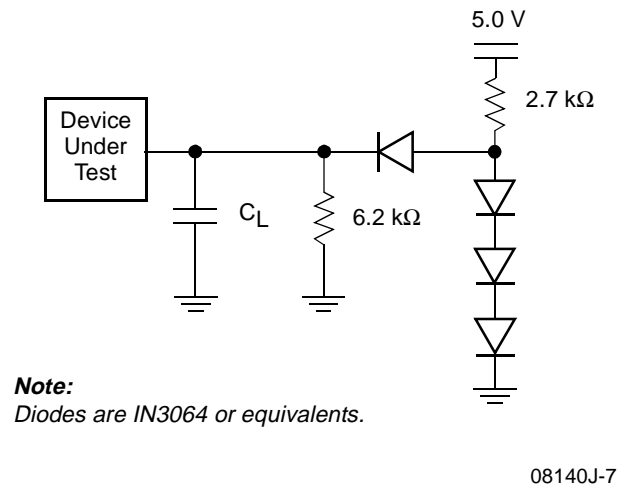 5.0 V
2.7 kΩ
Device
Under
Test
CL
6.2 kΩ
Note:
Diodes are IN3064 or equivalents.
08140J-7